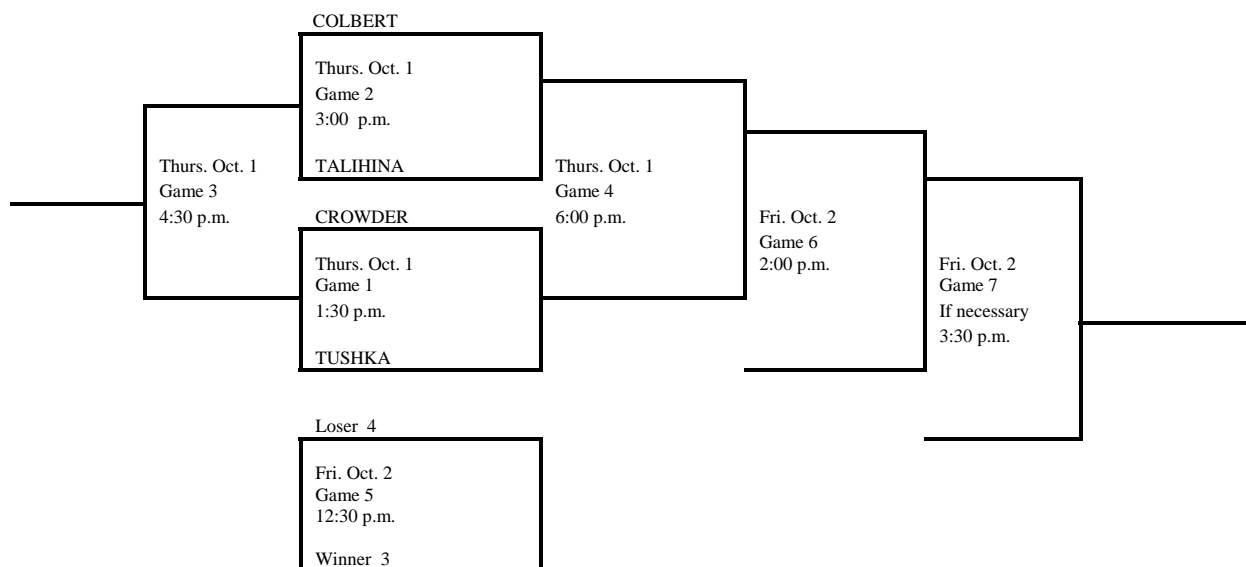 COLBERT
Thurs. Oct. 1
Game 2
3:00 p.m.
TALIHINA
Thurs. Oct. 1
Game 3
4:30 p.m.
Thurs. Oct. 1
Game 4
6:00 p.m.
CROWDER
Thurs. Oct. 1
Game 1
1:30 p.m.
TUSHKA
Fri. Oct. 2
Game 6
2:00 p.m.
Fri. Oct. 2
Game 7
If necessary
3:30 p.m.
Loser 4
Fri. Oct. 2
Game 5
12:30 p.m.
Winner 3